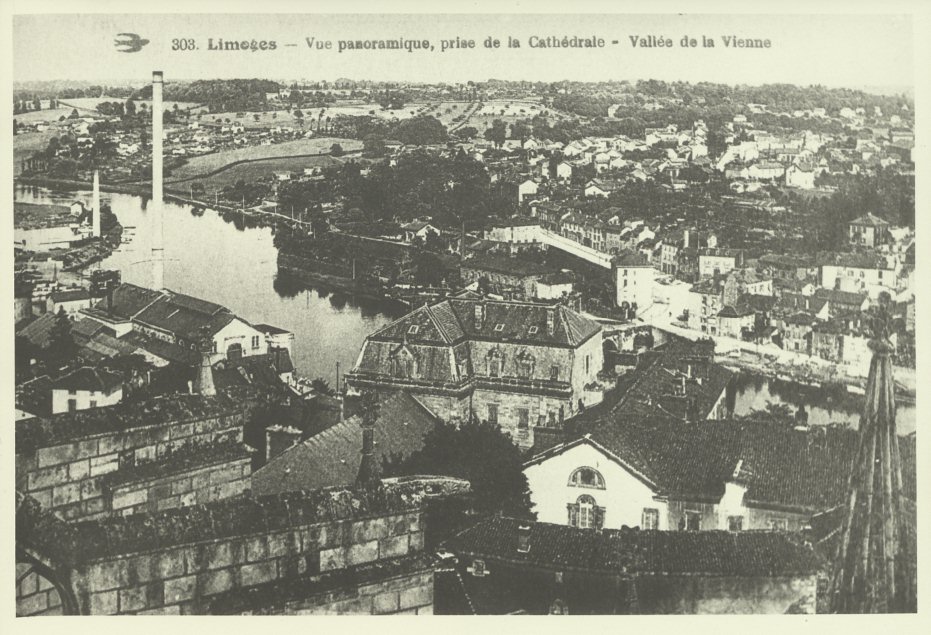 303. Limoges — Vue panoramique, prise de la Cathédrale - Vallée de la Vienne